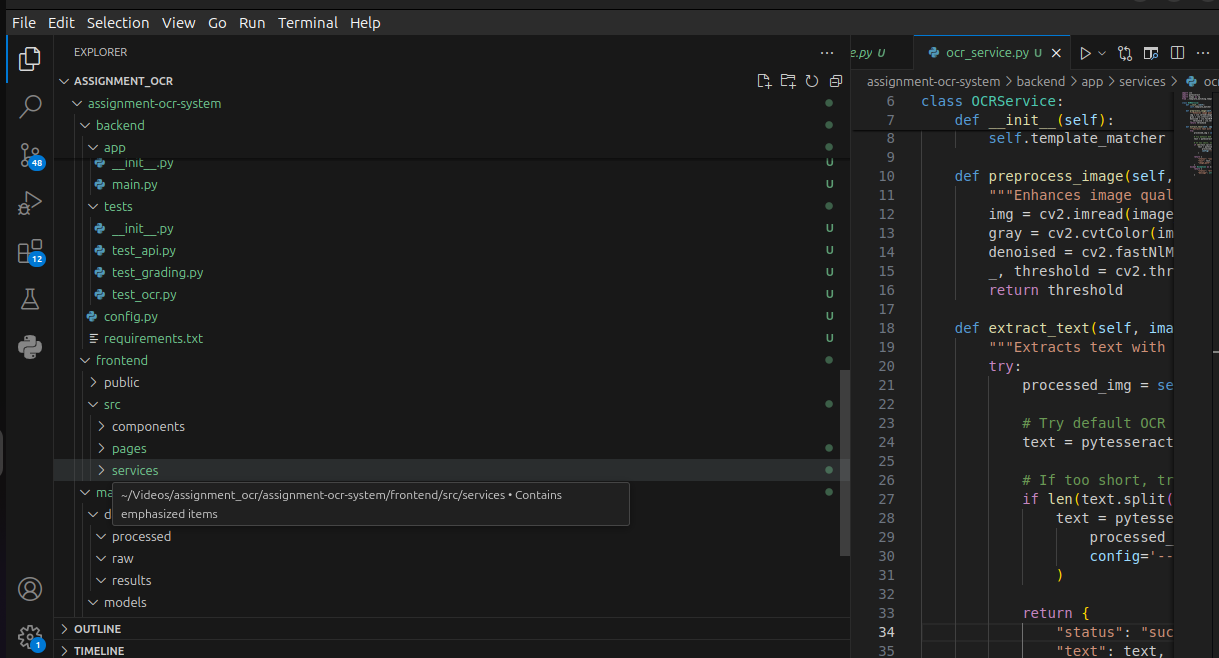 File Edit Selection View Go Run Terminal Help
EXPLORER
ASSIGNMENT_OCR
assignment-ocr-system
backend
app
__init__.py U
main.py U
tests
__init__.py U
test_api.py U
test_grading.py U
test_ocr.py U
config.py U
requirements.txt U
frontend
public
src
components
pages
services
ma
~/Videos/assignment_ocr/assignment-ocr-system/frontend/src/services • Contains
emphasized items
d
processed
raw
results
models
OUTLINE
TIMELINE
48
12
1
e.py U
ocr_service.py U
assignment-ocr-system > backend > app > services > oc
6 class OCRService:
7 def __init__(self):
8 self.template_matcher
9
10 def preprocess_image(self,
11 """Enhances image qual
12 img = cv2.imread(image
13 gray = cv2.cvtColor(im
14 denoised = cv2.fastNlM
15 _, threshold = cv2.thr
16 return threshold
17
18 def extract_text(self, ima
19 """Extracts text with
20 try:
21 processed_img = se
22
23 # Try default OCR
24 text = pytesseract
25
26 # If too short, tr
27 if len(text.split(
28 text = pytesse
29 processed_
30 config='--
31 )
32
33 return {
34 "status": "suc
35 "text": text,